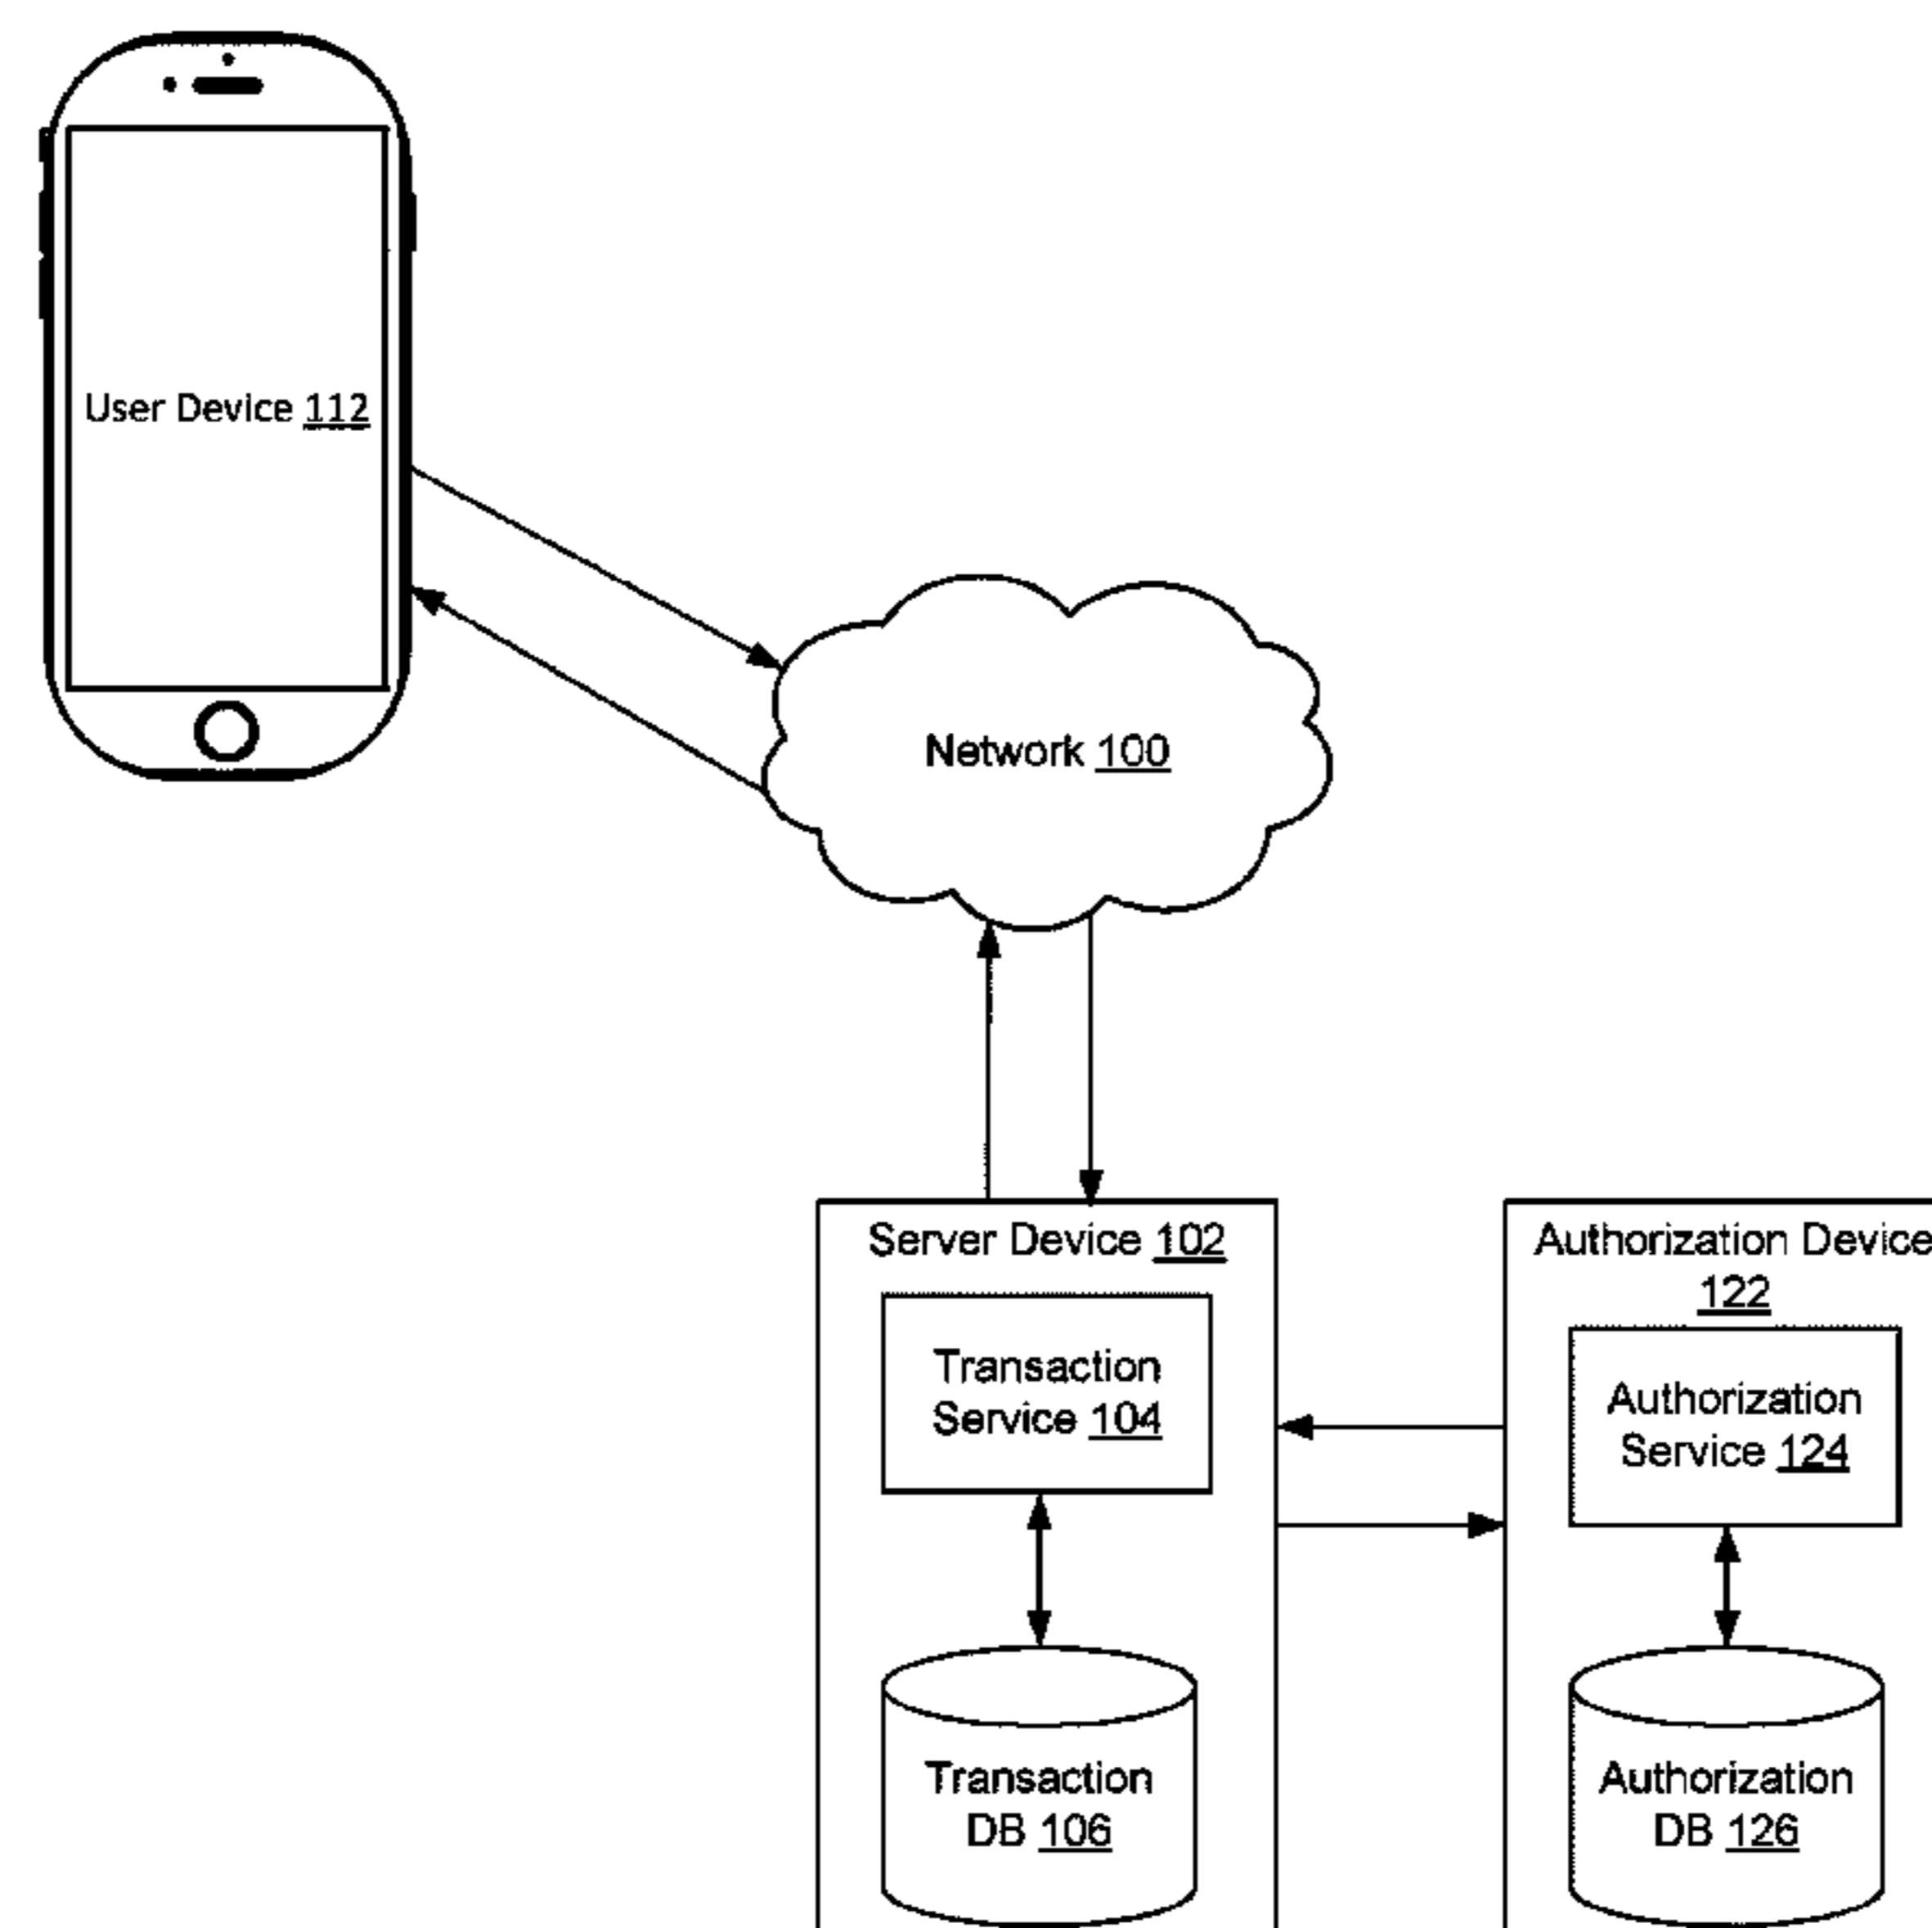 User Device 112
Network 100
Server Device 102
Transaction
Service 104
Transaction
DB 106
Authorization Device
122
Authorization
Service 124
Authorization
DB 126